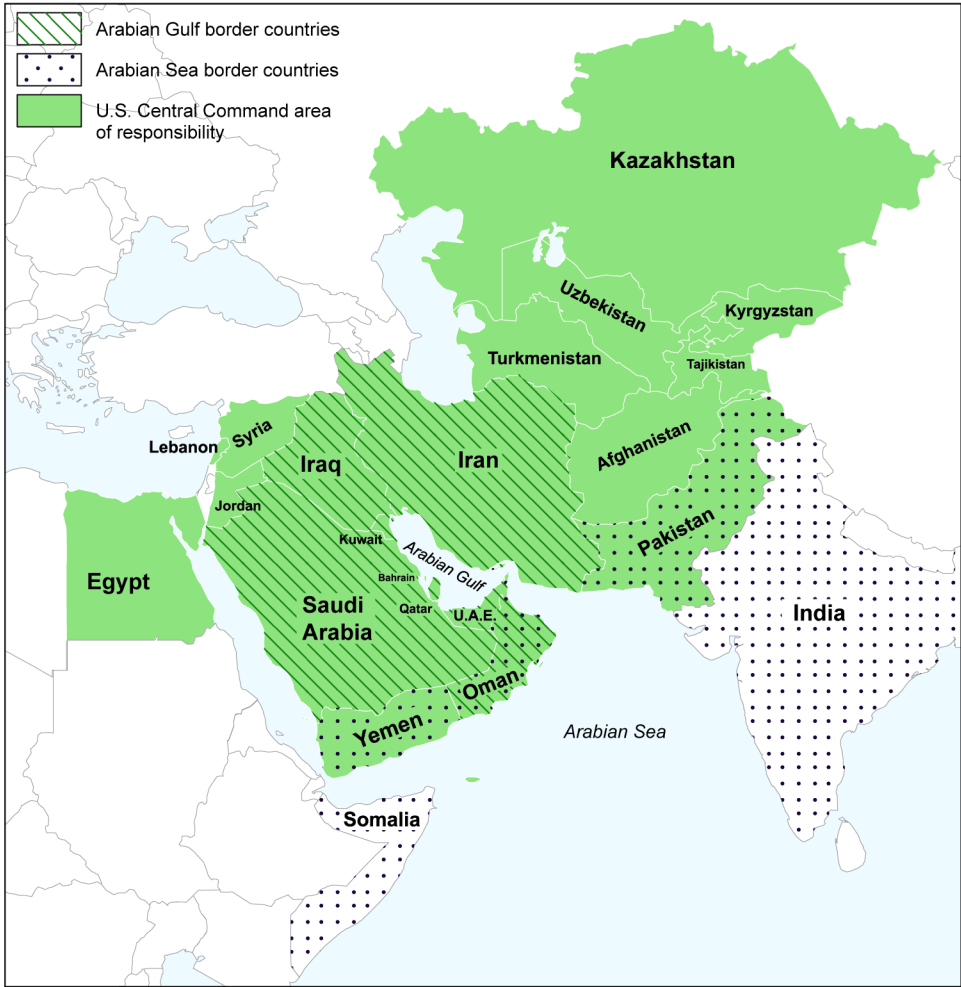 Arabian Gulf border countries
Arabian Sea border countries
U.S. Central Command area
of responsibility
Kazakhstan
Uzbekistan
Kyrgyzstan
Turkmenistan
Tajikistan
Lebanon
Syria
Iraq
Iran
Afghanistan
Jordan
Kuwait
Pakistan
Arabian Gulf
Egypt
Bahrain
Saudi
Arabia
Qatar
U.A.E.
India
Oman
Yemen
Arabian Sea
Somalia